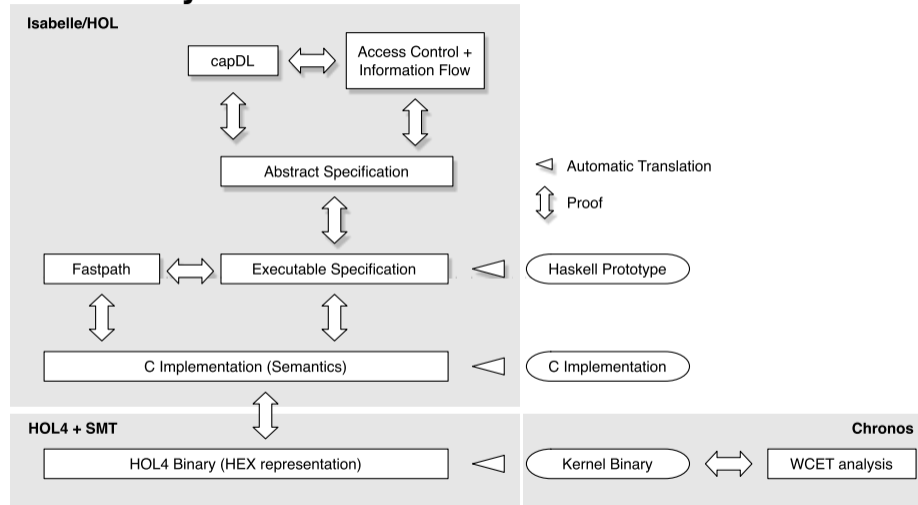 Isabelle/HOL
capDL
Access Control +
Information Flow
Abstract Specification
Automatic Translation
Proof
Fastpath
Executable Specification
Haskell Prototype
C Implementation (Semantics)
C Implementation
HOL4 + SMT
Chronos
HOL4 Binary (HEX representation)
Kernel Binary
WCET analysis